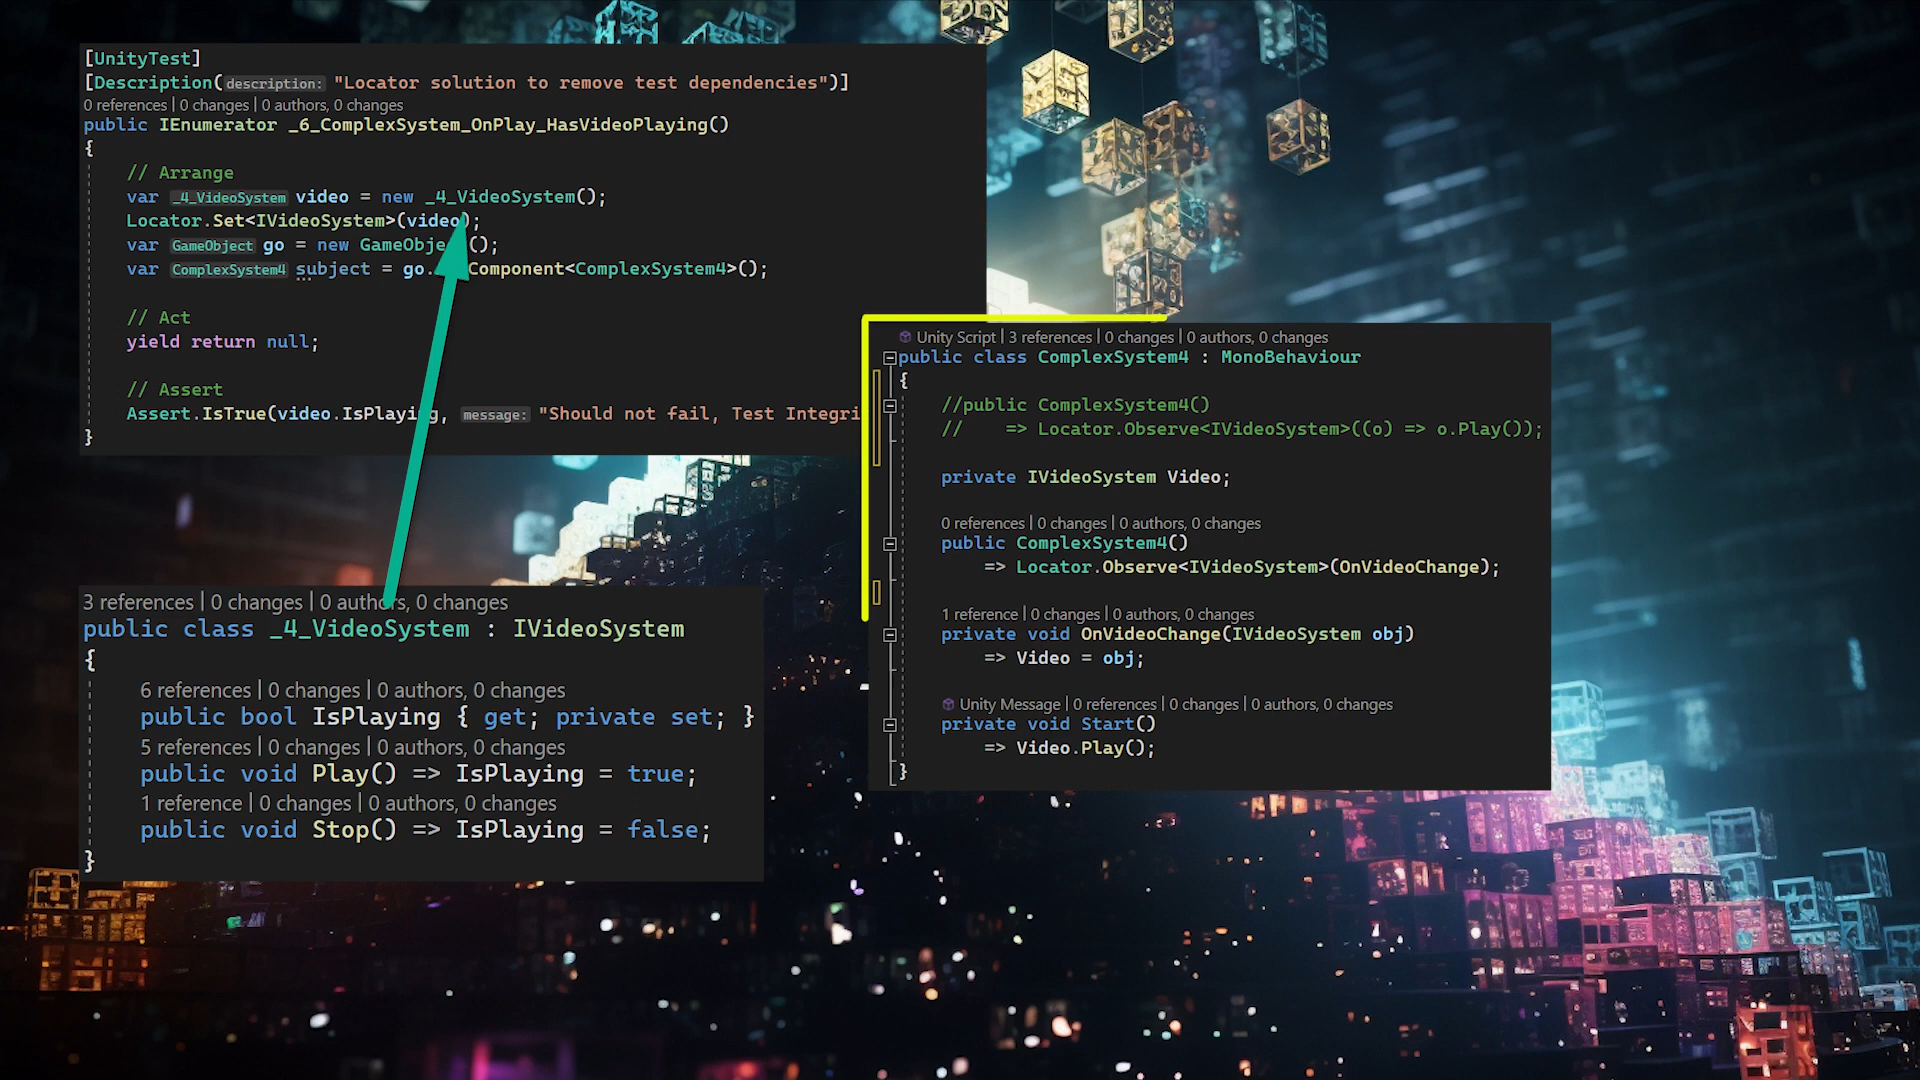 [UnityTest]
[Description(description: "Locator solution to remove test dependencies")]
0 references | 0 changes | 0 authors, 0 changes
public IEnumerator _6_ComplexSystem_OnPlay_HasVideoPlaying()
{
// Arrange
var _4_VideoSystem video = new _4_VideoSystem();
Locator.Set<IVideoSystem>(video);
var GameObject go = new GameObje ();
var ComplexSystem4 subject = go. Component<ComplexSystem4>();
// Act
yield return null;
// Assert
Assert.IsTrue(video.IsPlaying, message: "Should not fail, Test Integri
}
3 references | 0 changes | 0 authors, 0 changes
public class _4_VideoSystem : IVideoSystem
{
6 references | 0 changes | 0 authors, 0 changes
public bool IsPlaying { get; private set; }
5 references | 0 changes | 0 authors, 0 changes
public void Play() => IsPlaying = true;
1 reference | 0 changes | 0 authors, 0 changes
public void Stop() => IsPlaying = false;
}
Unity Script | 3 references | 0 changes | 0 authors, 0 changes
public class ComplexSystem4 : MonoBehaviour
{
//public ComplexSystem4()
// => Locator.Observe<IVideoSystem>((o) => o.Play());
private IVideoSystem Video;
0 references | 0 changes | 0 authors, 0 changes
public ComplexSystem4()
=> Locator.Observe<IVideoSystem>(OnVideoChange);
1 reference | 0 changes | 0 authors, 0 changes
private void OnVideoChange(IVideoSystem obj)
=> Video = obj;
Unity Message | 0 references | 0 changes | 0 authors, 0 changes
private void Start()
=> Video.Play();
}